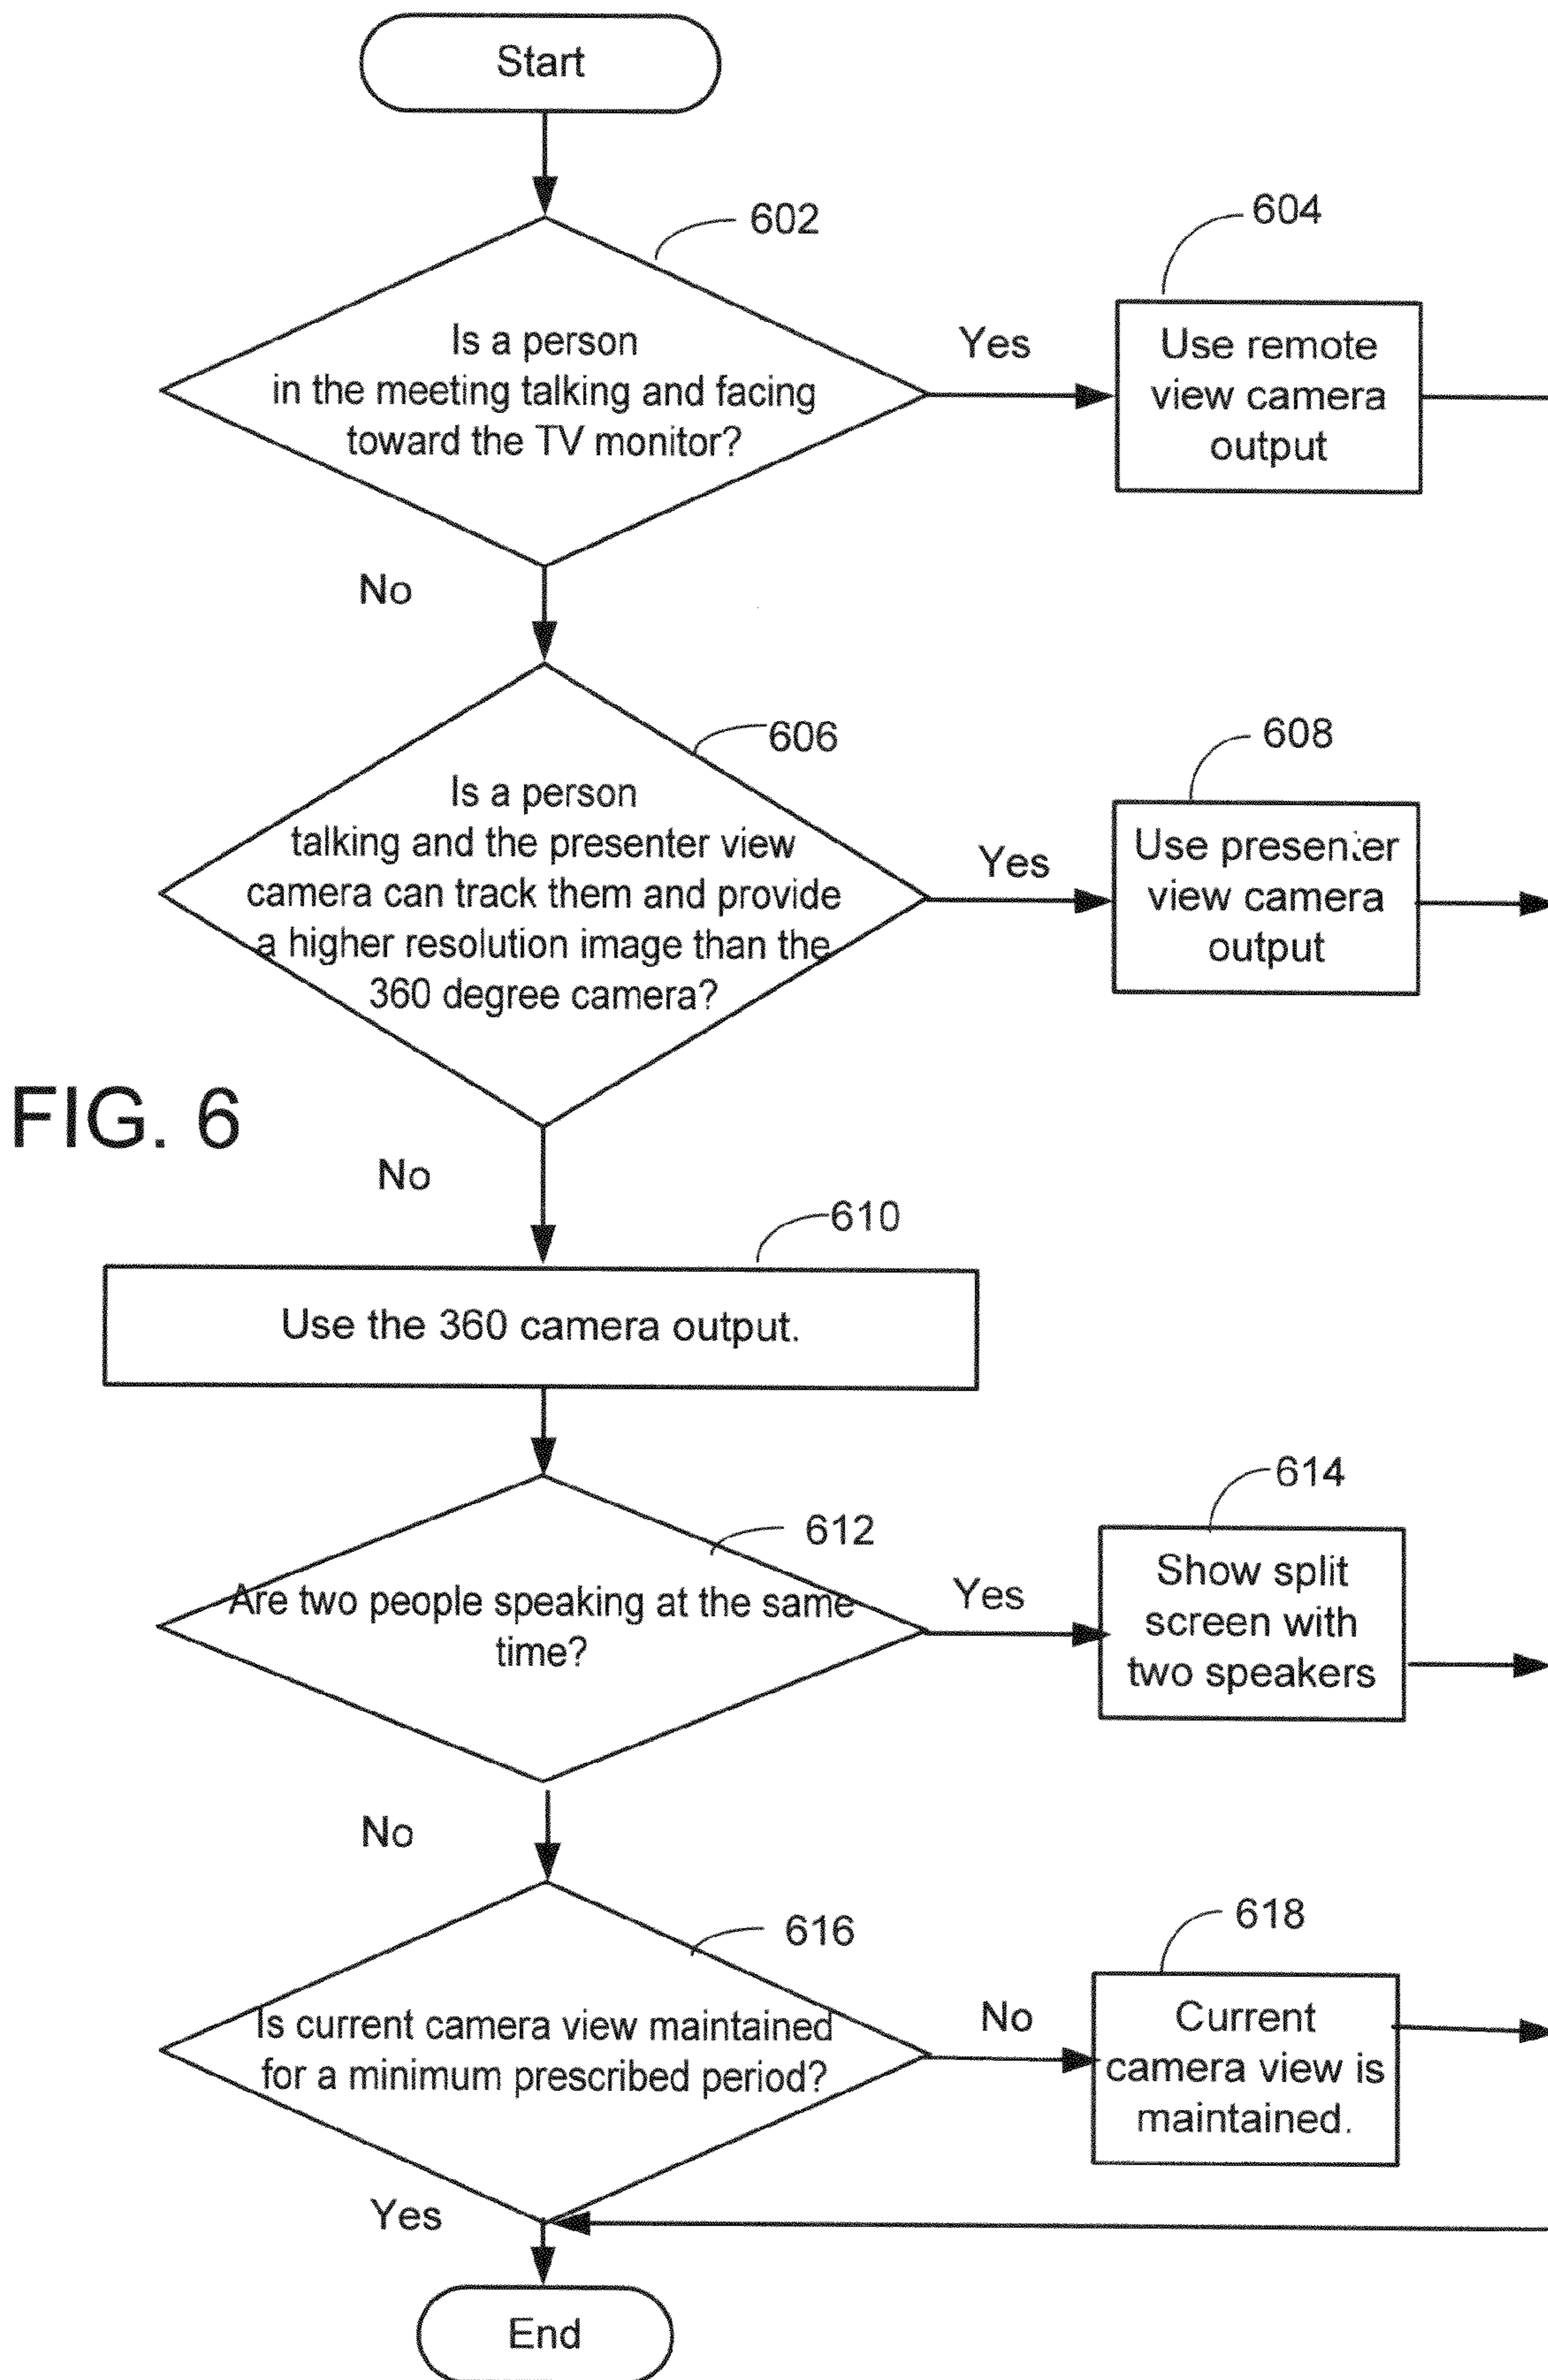 Start
602
Is a person
in the meeting talking and facing
toward the TV monitor?
Yes
604
Use remote
view camera
output
No
606
Is a person
talking and the presenter view
camera can track them and provide
a higher resolution image than the
360 degree camera?
Yes
608
Use presenter
view camera
output
FIG. 6
No
610
Use the 360 camera output.
612
Are two people speaking at the same
time?
Yes
614
Show split
screen with
two speakers
No
616
Is current camera view maintained
for a minimum prescribed period?
No
618
Current
camera view is
maintained.
Yes
End